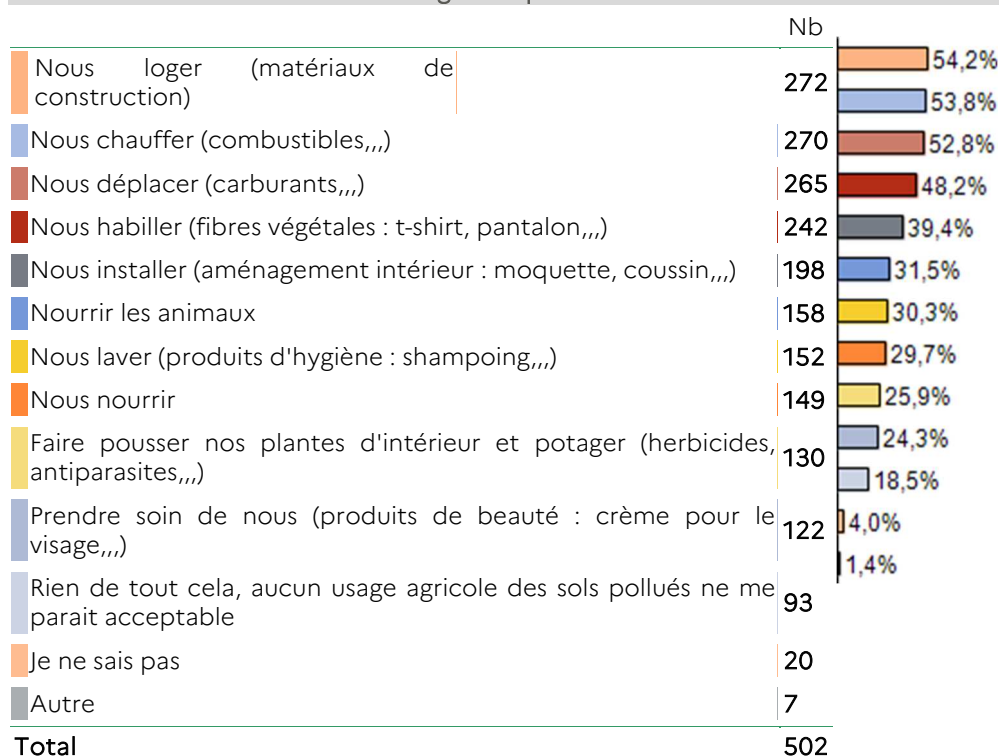 Nb
Nous loger (matériaux de
construction)
272
54,2%
53,8%
Nous chauffer (combustibles,,,)
270
52,8%
Nous déplacer (carburants,,,)
265
48,2%
Nous habiller (fibres végétales : t-shirt, pantalon,,,)
242
39,4%
Nous installer (aménagement intérieur : moquette, coussin,,,)
198
31,5%
Nourrir les animaux
158
30,3%
Nous laver (produits d'hygiène : shampoing,,,)
152
29,7%
Nous nourrir
149
25,9%
Faire pousser nos plantes d'intérieur et potager (herbicides,
antiparasites,,,)
130
24,3%
18,5%
Prendre soin de nous (produits de beauté : crème pour le
visage,,,)
122
4,0%
1,4%
Rien de tout cela, aucun usage agricole des sols pollués ne me
parait acceptable
93
Je ne sais pas
20
Autre
7
Total
502